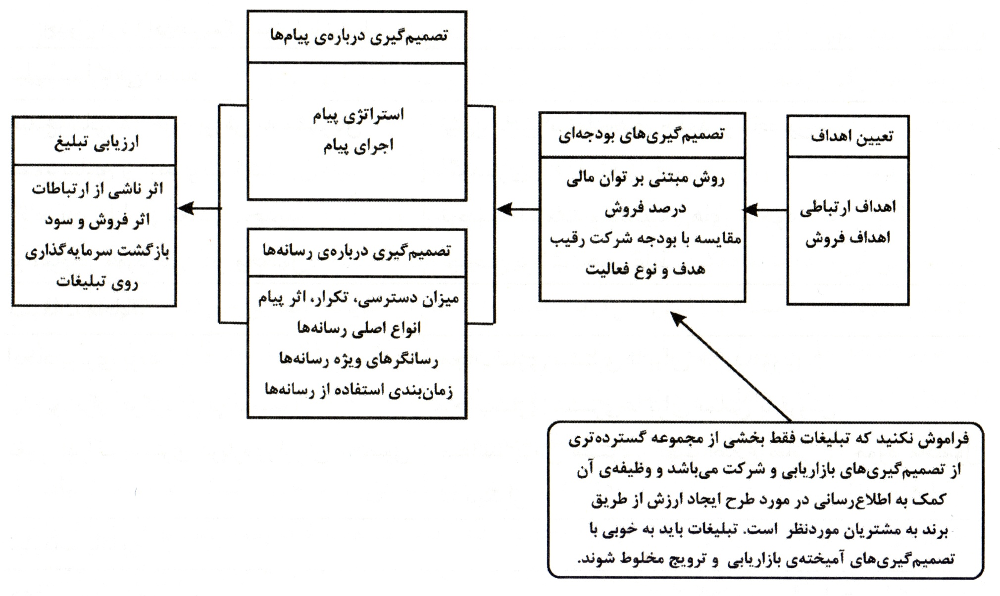 تعیین اهداف
اهداف ارتباطی
اهداف فروش
تصمیم‌گیری‌های بودجه‌ای
روش مبتنی بر توان مالی
درصد فروش
مقایسه با بودجه شرکت رقیب
هدف و نوع فعالیت
تصمیم‌گیری درباره‌ی پیام‌ها
استراتژی پیام
اجرای پیام
تصمیم‌گیری درباره‌ی رسانه‌ها
میزان دسترسی، تکرار، اثر پیام
انواع اصلی رسانه‌ها
رسانگرهای ویژه رسانه‌ها
زمان‌بندی استفاده از رسانه‌ها
ارزیابی تبلیغ
اثر ناشی از ارتباطات
اثر فروش و سود
بازگشت سرمایه‌گذاری
روی تبلیغات
فراموش نکنید که تبلیغات فقط بخشی از مجموعه گسترده‌تری
از تصمیم‌گیری‌های بازاریابی و شرکت می‌باشد و وظیفه‌ی آن
کمک به اطلاع‌رسانی در مورد طرح ایجاد ارزش از طریق
برند به مشتریان موردنظر است. تبلیغات باید به خوبی با
تصمیم‌گیری‌های آمیخته‌ی بازاریابی و ترویج مخلوط شوند.